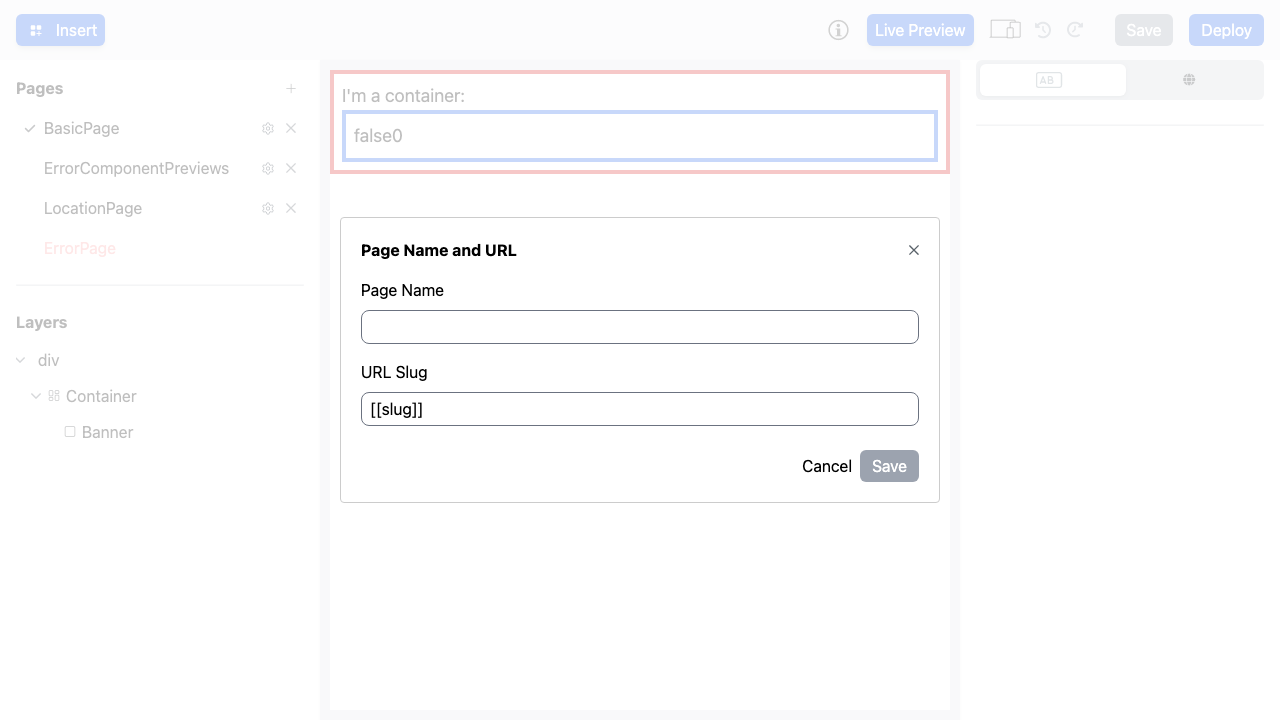 Insert
Live Preview
Save
Deploy
Pages
BasicPage
ErrorComponentPreviews
LocationPage
ErrorPage
Layers
div
Container
Banner
I'm a container:
false0
Page Name and URL
Page Name
URL Slug
[[slug]]
Cancel
Save
AB